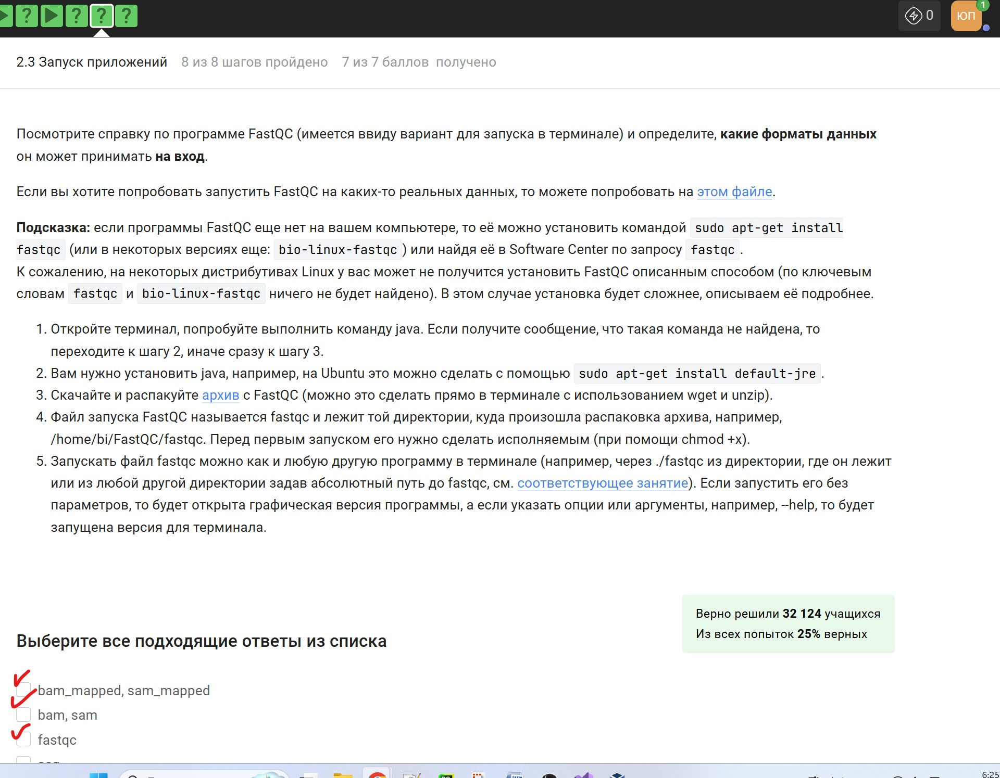 ? ? ? ?
0
ЮП
1
2.3 Запуск приложений 8 из 8 шагов пройдено 7 из 7 баллов получено
Посмотрите справку по программе FastQC (имеется ввиду вариант для запуска в терминале) и определите, какие форматы данных
он может принимать на вход.
Если вы хотите попробовать запустить FastQC на каких-то реальных данных, то можете попробовать на этом файле.
Подсказка: если программы FastQC еще нет на вашем компьютере, то её можно установить командой sudo apt-get install
fastqc (или в некоторых версиях еще: bio-linux-fastqc) или найдя её в Software Center по запросу fastqc.
К сожалению, на некоторых дистрибутивах Linux у вас может не получится установить FastQC описанным способом (по ключевым
словам fastqc и bio-linux-fastqc ничего не будет найдено). В этом случае установка будет сложнее, описываем её подробнее.
1. Откройте терминал, попробуйте выполнить команду java. Если получите сообщение, что такая команда не найдена, то
переходите к шагу 2, иначе сразу к шагу 3.
2. Вам нужно установить java, например, на Ubuntu это можно сделать с помощью sudo apt-get install default-jre.
3. Скачайте и распакуйте архив с FastQC (можно это сделать прямо в терминале с использованием wget и unzip).
4. Файл запуска FastQC называется fastqc и лежит той директории, куда произошла распаковка архива, например,
/home/bi/FastQC/fastqc. Перед первым запуском его нужно сделать исполняемым (при помощи chmod +x).
5. Запускать файл fastqc можно как и любую другую программу в терминале (например, через ./fastqc из директории, где он лежит
или из любой другой директории задав абсолютный путь до fastqc, см. соответствующее занятие). Если запустить его без
параметров, то будет открыта графическая версия программы, а если указать опции или аргументы, например, --help, то будет
запущена версия для терминала.
Верно решили 32 124 учащихся
Из всех попыток 25% верных
Выберите все подходящие ответы из списка
bam_mapped, sam_mapped
bam, sam
fastqc
6:25